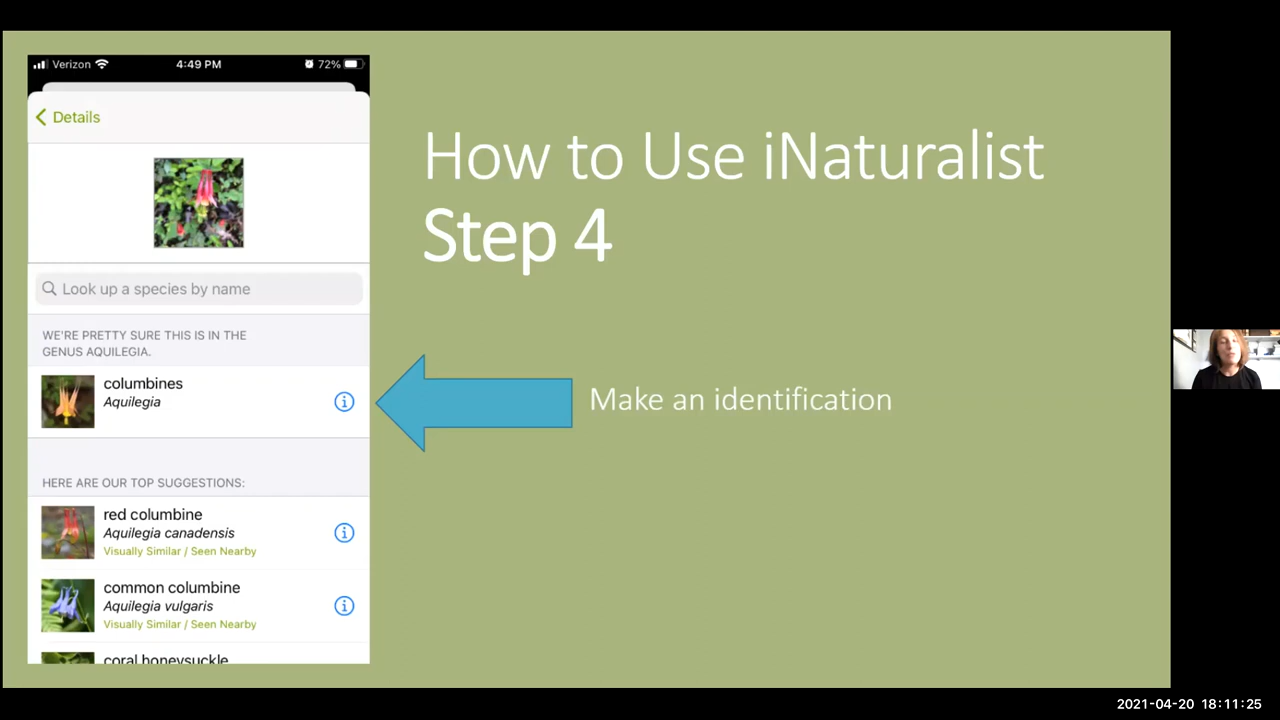 Verizon 4:49 PM 72%
Details
Look up a species by name
WE'RE PRETTY SURE THIS IS IN THE
GENUS AQUILEGIA.
columbines
Aquilegia
HERE ARE OUR TOP SUGGESTIONS:
red columbine
Aquilegia canadensis
Visually Similar / Seen Nearby
common columbine
Aquilegia vulgaris
Visually Similar / Seen Nearby
coral honeysuckle
How to Use iNaturalist
Step 4
Make an identification
2021-04-20 18:11:25